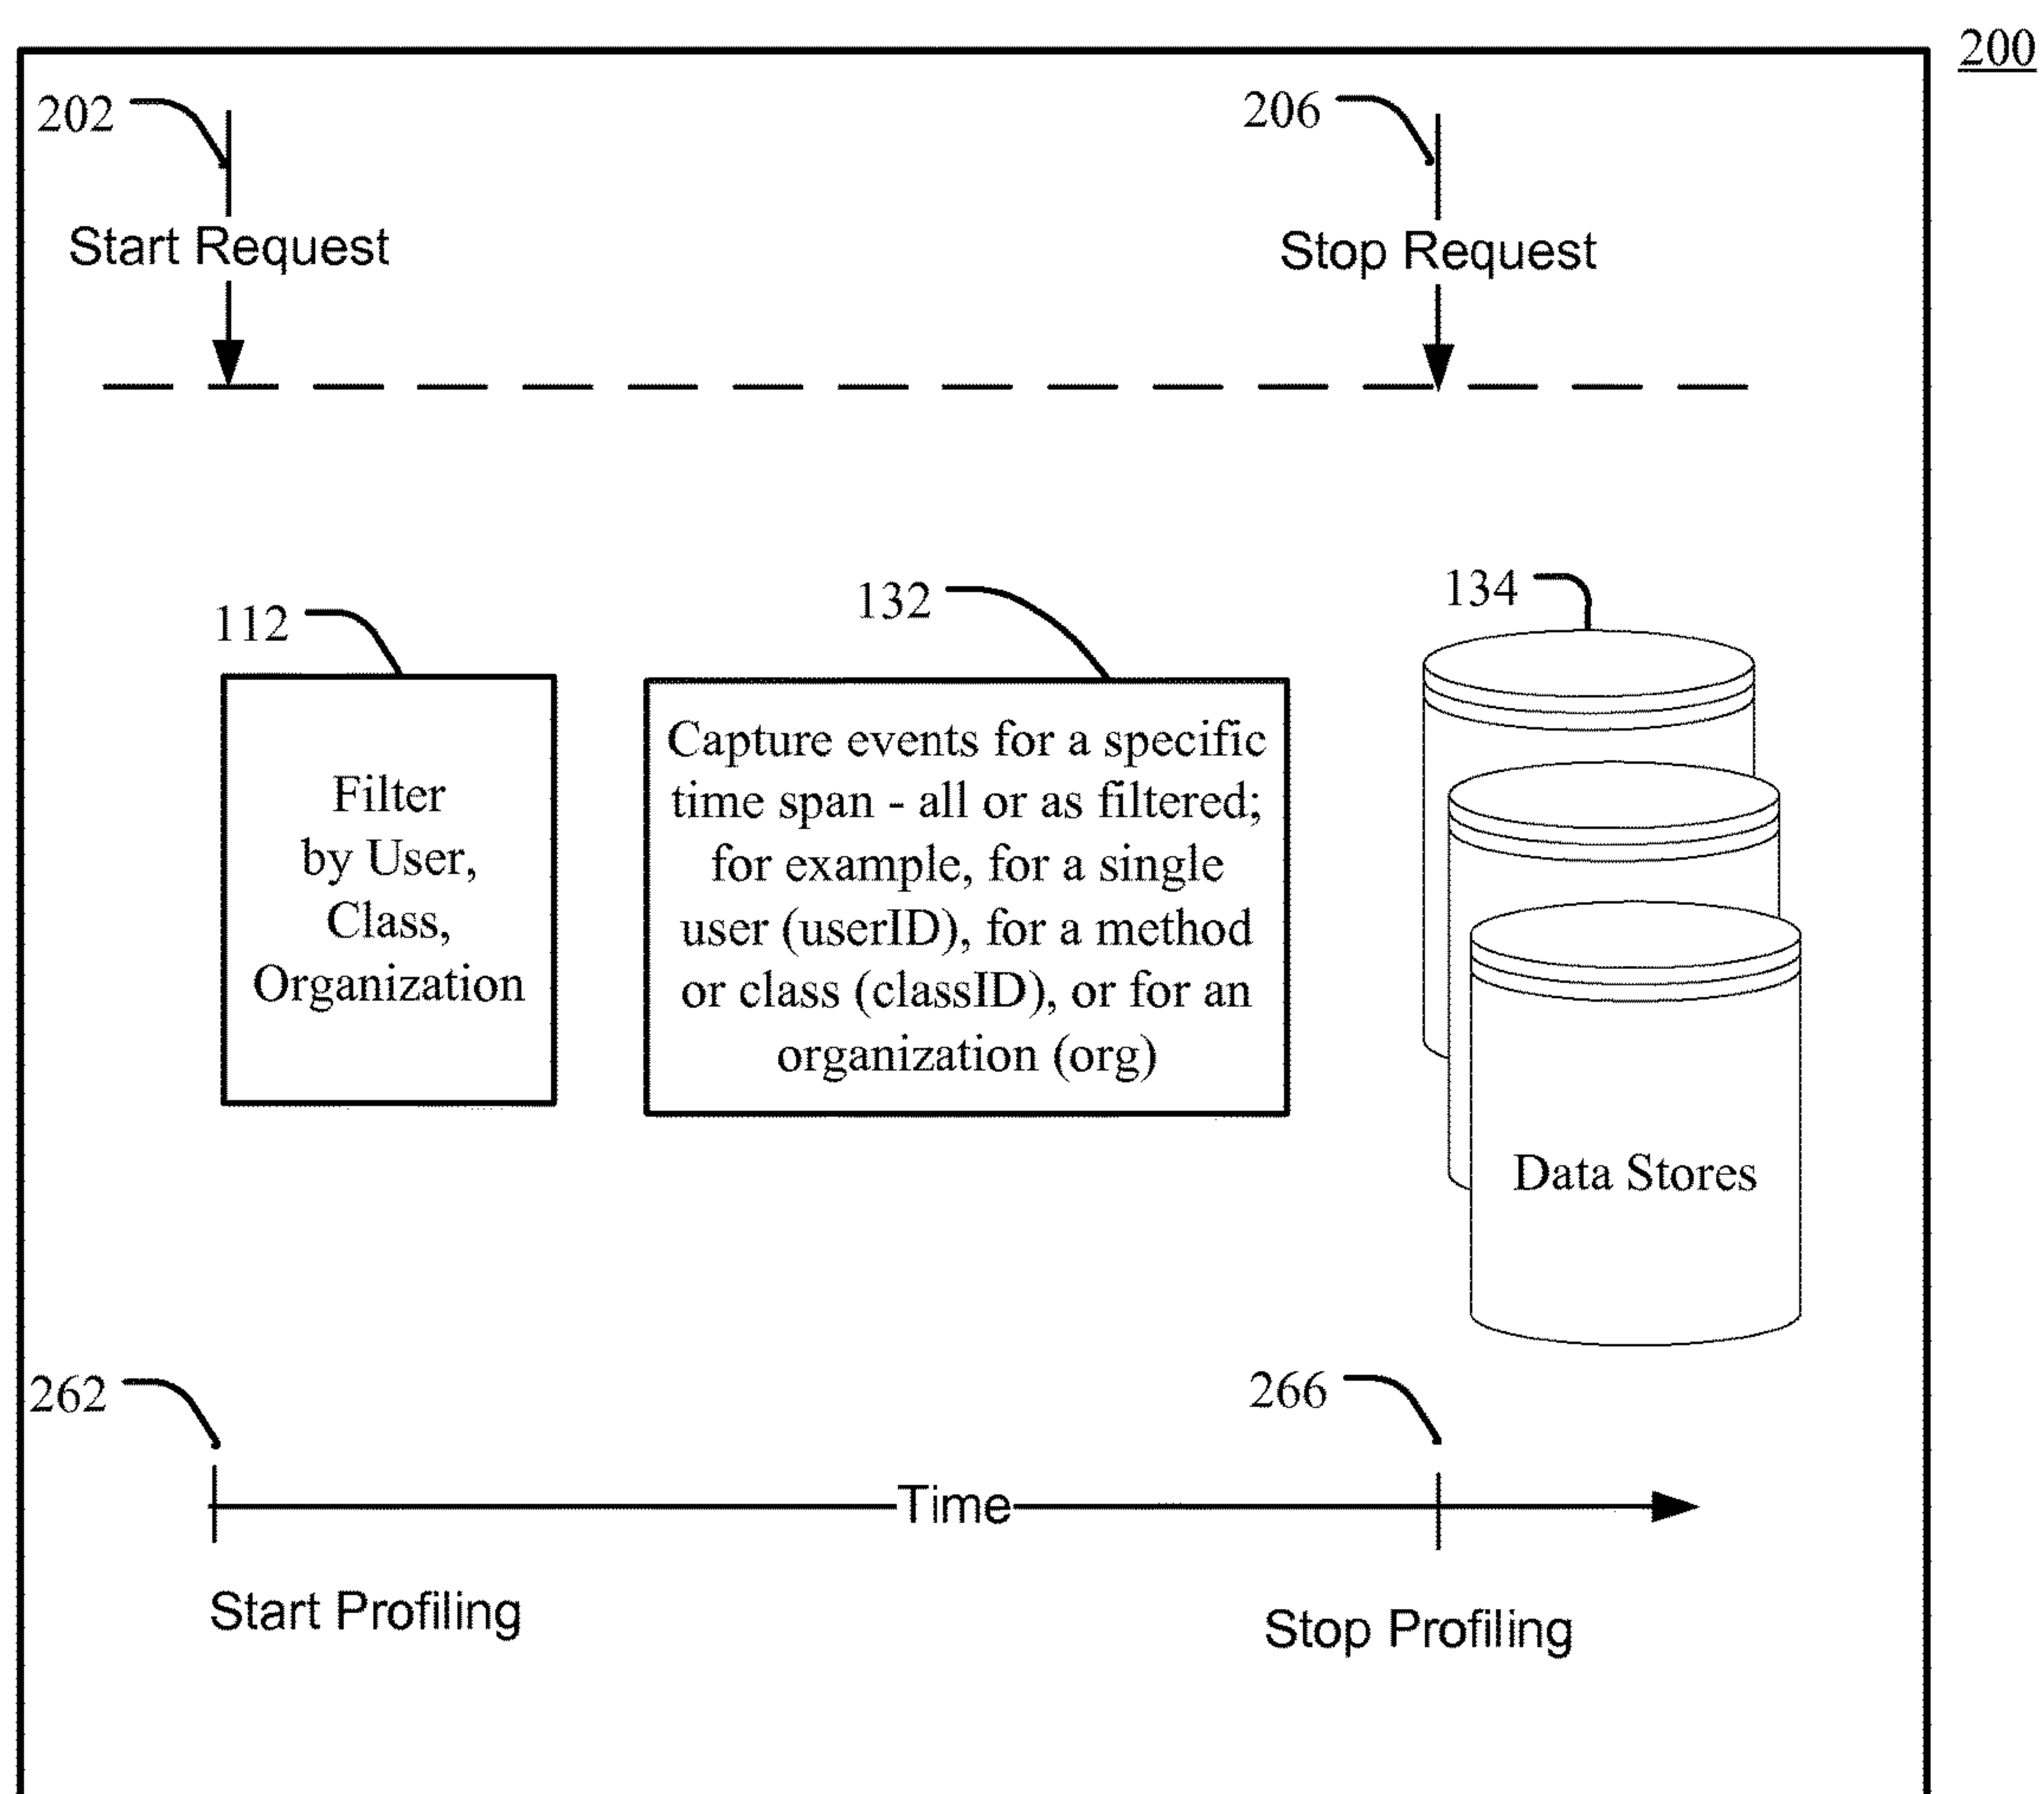 200
202
206
Start Request
Stop Request
112
132
134
Filter
by User,
Class,
Organization
Capture events for a specific
time span - all or as filtered;
for example, for a single
user (userID), for a method
or class (classID), or for an
organization (org)
Data Stores
262
266
Time
Start Profiling
Stop Profiling